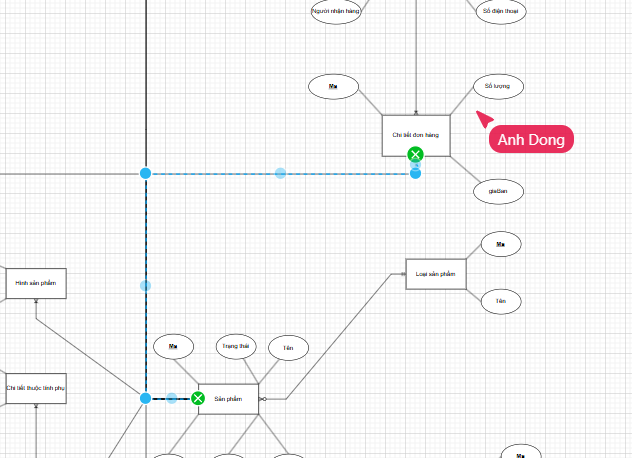 Người nhận hàng
Số điện thoại
Ma
Số lượng
Chi tiết đơn hàng
Anh Dong
giaBan
Ma
Loại sản phẩm
Hình sản phẩm
Tên
Ma
Trạng thái
Tên
Chi tiết thuộc tính phụ
Sản phẩm
Ma